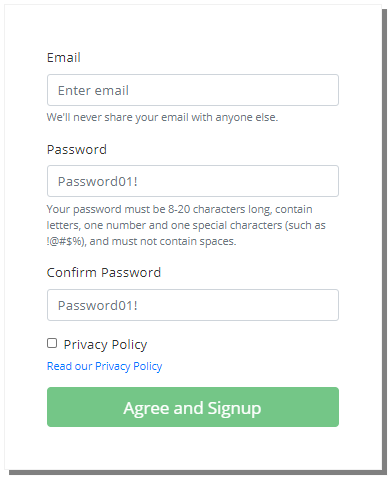 Email
Enter email
We'll never share your email with anyone else.
Password
Password01!
Your password must be 8-20 characters long, contain
letters, one number and one special characters (such as
!@#$%), and must not contain spaces.
Confirm Password
Password01!
Privacy Policy
Read our Privacy Policy
Agree and Signup